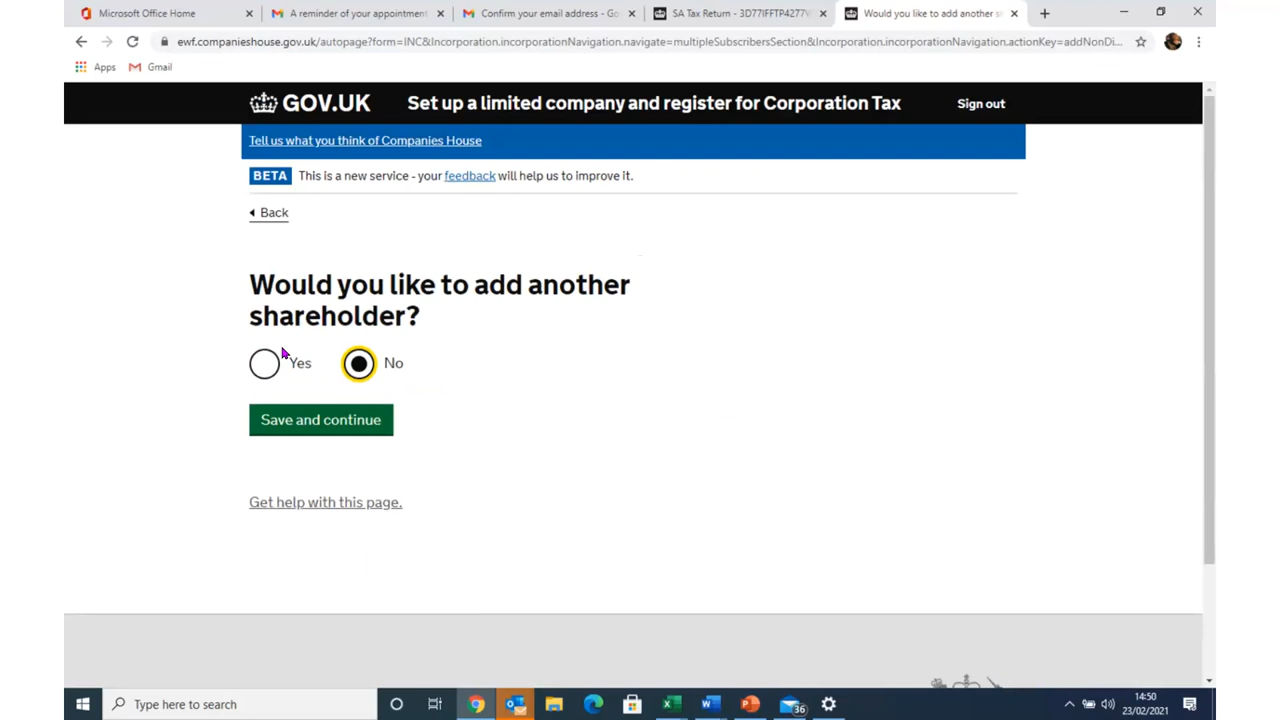 Microsoft Office Home
A reminder of your appointment
Confirm your email address - Go
SA Tax Return - 3D77IFFTP4277
Would you like to add another s
ewf.companieshouse.gov.uk/autopage?form=INC&Incorporation.incorporationNavigation.navigate=multipleSubscribersSection&Incorporation.incorporationNavigation.actionKey=addNonDi...
Apps
Gmail
GOV.UK
Set up a limited company and register for Corporation Tax
Sign out
Tell us what you think of Companies House
BETA
This is a new service - your feedback will help us to improve it.
Back
Would you like to add another
shareholder?
Yes
No
Save and continue
Get help with this page.
Type here to search
36
14:50
23/02/2021